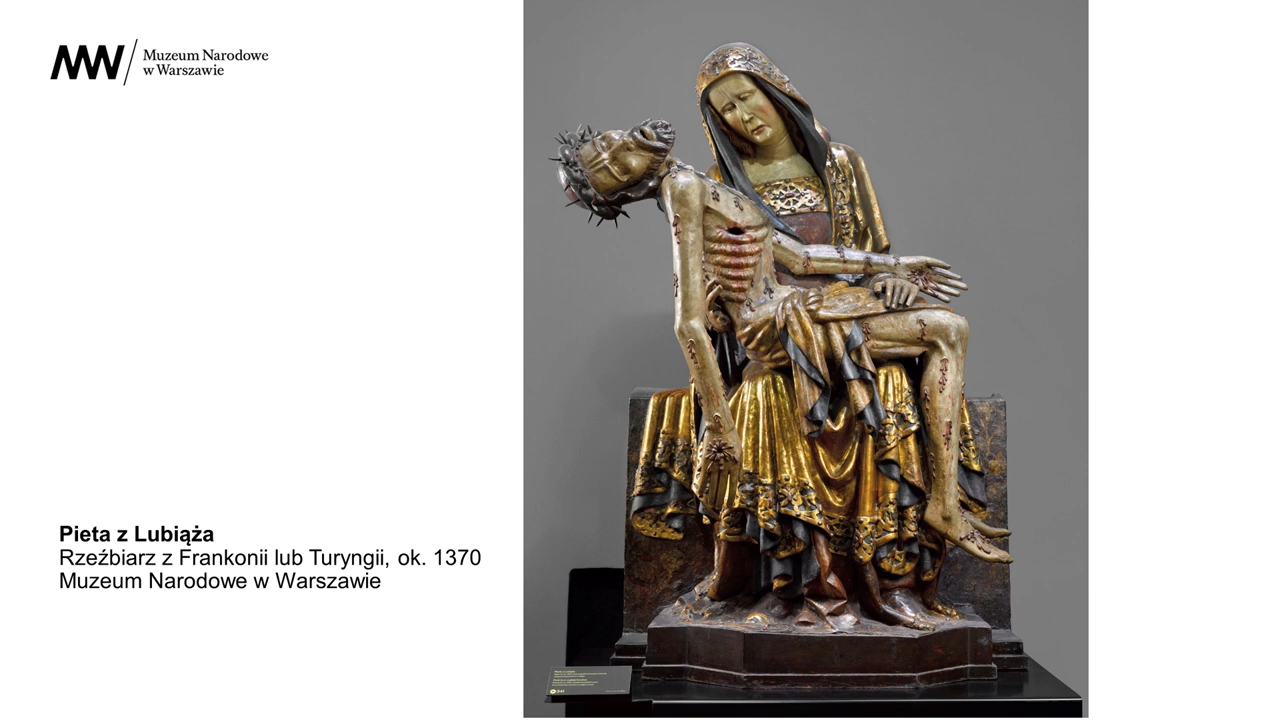 MNW
Muzeum Narodowe
w Warszawie
Pieta z Lubiąża
Rzeźbiarz z Frankonii lub Turyngii, ok. 1370
Muzeum Narodowe w Warszawie